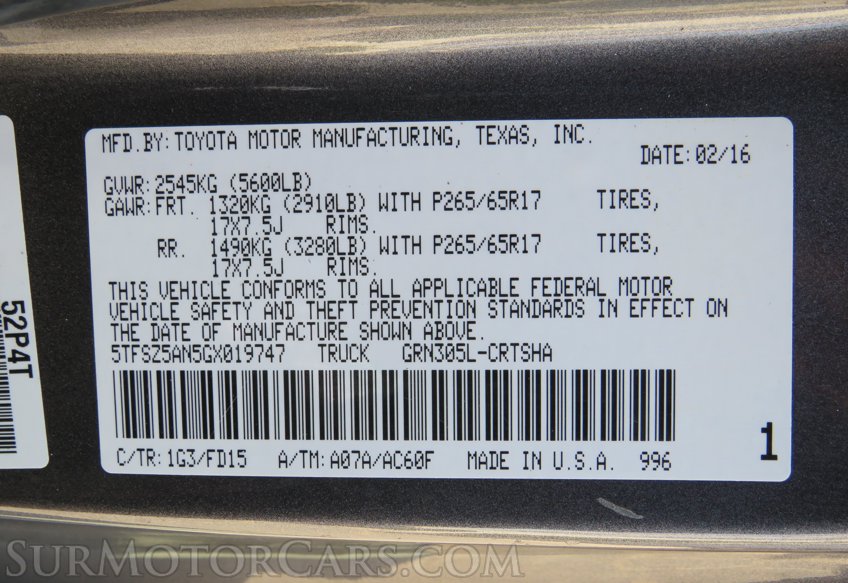 MFD.BY:TOYOTA MOTOR MANUFACTURING, TEXAS, INC.
DATE:02/16
GVWR:2545KG (5600LB)
GAWR:FRT. 1320KG (2910LB) WITH P265/65R17 TIRES,
17X7.5J RIMS.
RR. 1490KG (3280LB) WITH P265/65R17 TIRES,
17X7.5J RIMS.
THIS VEHICLE CONFORMS TO ALL APPLICABLE FEDERAL MOTOR
VEHICLE SAFETY AND THEFT PREVENTION STANDARDS IN EFFECT ON
THE DATE OF MANUFACTURE SHOWN ABOVE.
5TFSZ5AN5GX019747 TRUCK GRN305L-CRTSHA
C/TR:1G3/FD15 A/TM:A07A/AC60F MADE IN U.S.A. 996
1
52P4T
SURMOTORCARS.COM